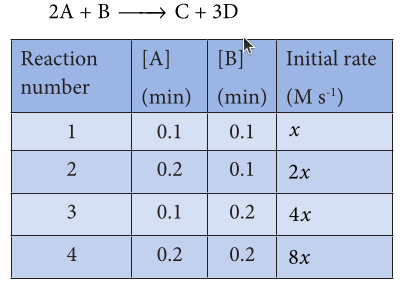 2A + B ⟶ C + 3D
Reaction number [A] (min) [B] (min) Initial rate (M s⁻¹)
1 0.1 0.1 x
2 0.2 0.1 2x
3 0.1 0.2 4x
4 0.2 0.2 8x